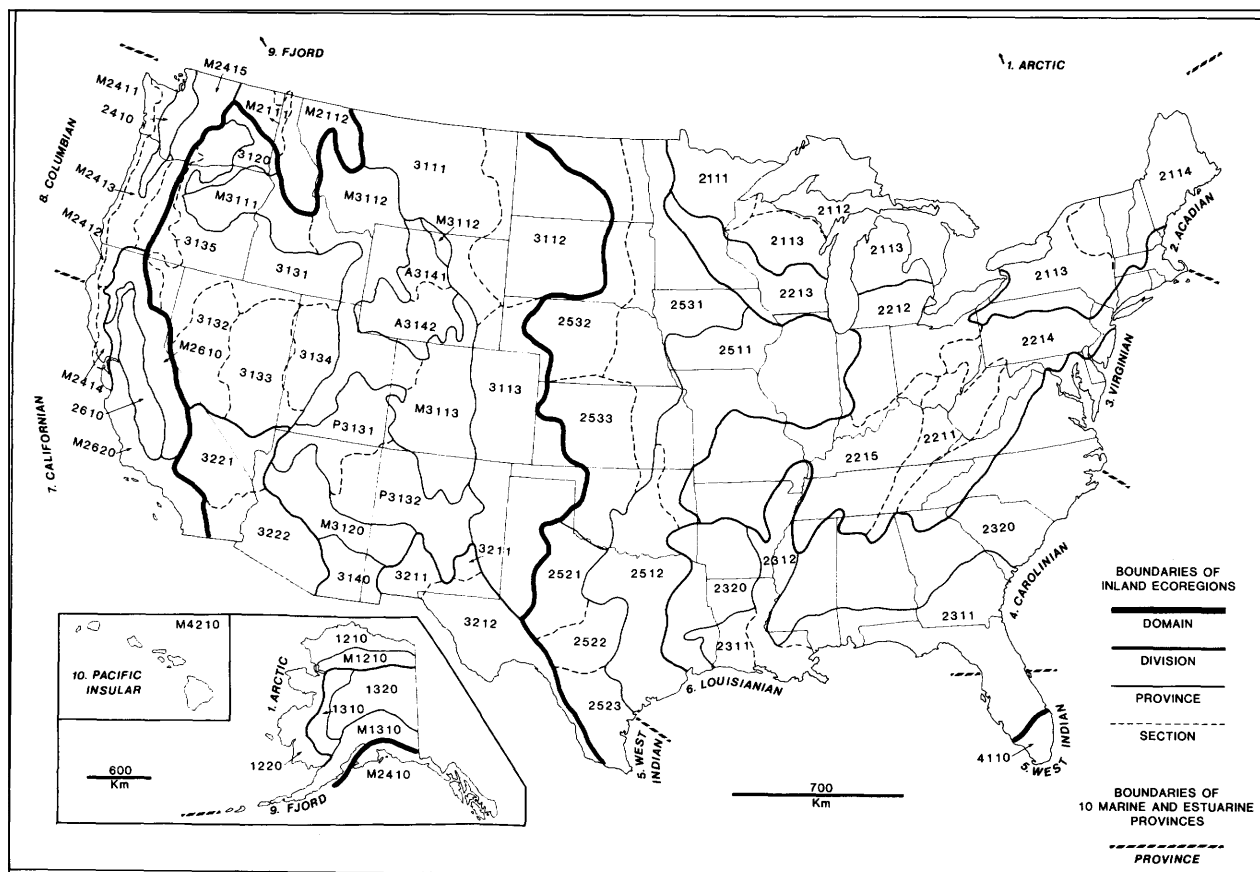 9. FJORD
1. ARCTIC
M2415
M2411
2410
M2111
M2112
3120
3111
2111
2114
8. COLUMBIAN
M2413
M3111
M3112
M3112
3112
2112
2113
2113
2. ACADIAN
M2412
3135
3131
A3141
2113
2531
2213
2212
A3142
2532
3132
M2610
3134
2511
2214
3133
3113
3. VIRGINIAN
M2414
P3131
M3113
2533
2610
2211
M2620
3221
2215
7. CALIFORNIAN
P3132
M3120
3222
3211
2320
3140
3211
2521
2512
2312
2320
4. CAROLINIAN
3212
2522
2311
2311
6. LOUISIANIAN
2523
5. WEST
INDIAN
4110
5. WEST
INDIAN
M4210
10. PACIFIC
INSULAR
1210
M1210
1. ARCTIC
1320
1310
M1310
1220
M2410
9. FJORD
600
Km
700
Km
BOUNDARIES OF
INLAND ECOREGIONS
DOMAIN
DIVISION
PROVINCE
SECTION
BOUNDARIES OF
10 MARINE AND ESTUARINE
PROVINCES
PROVINCE